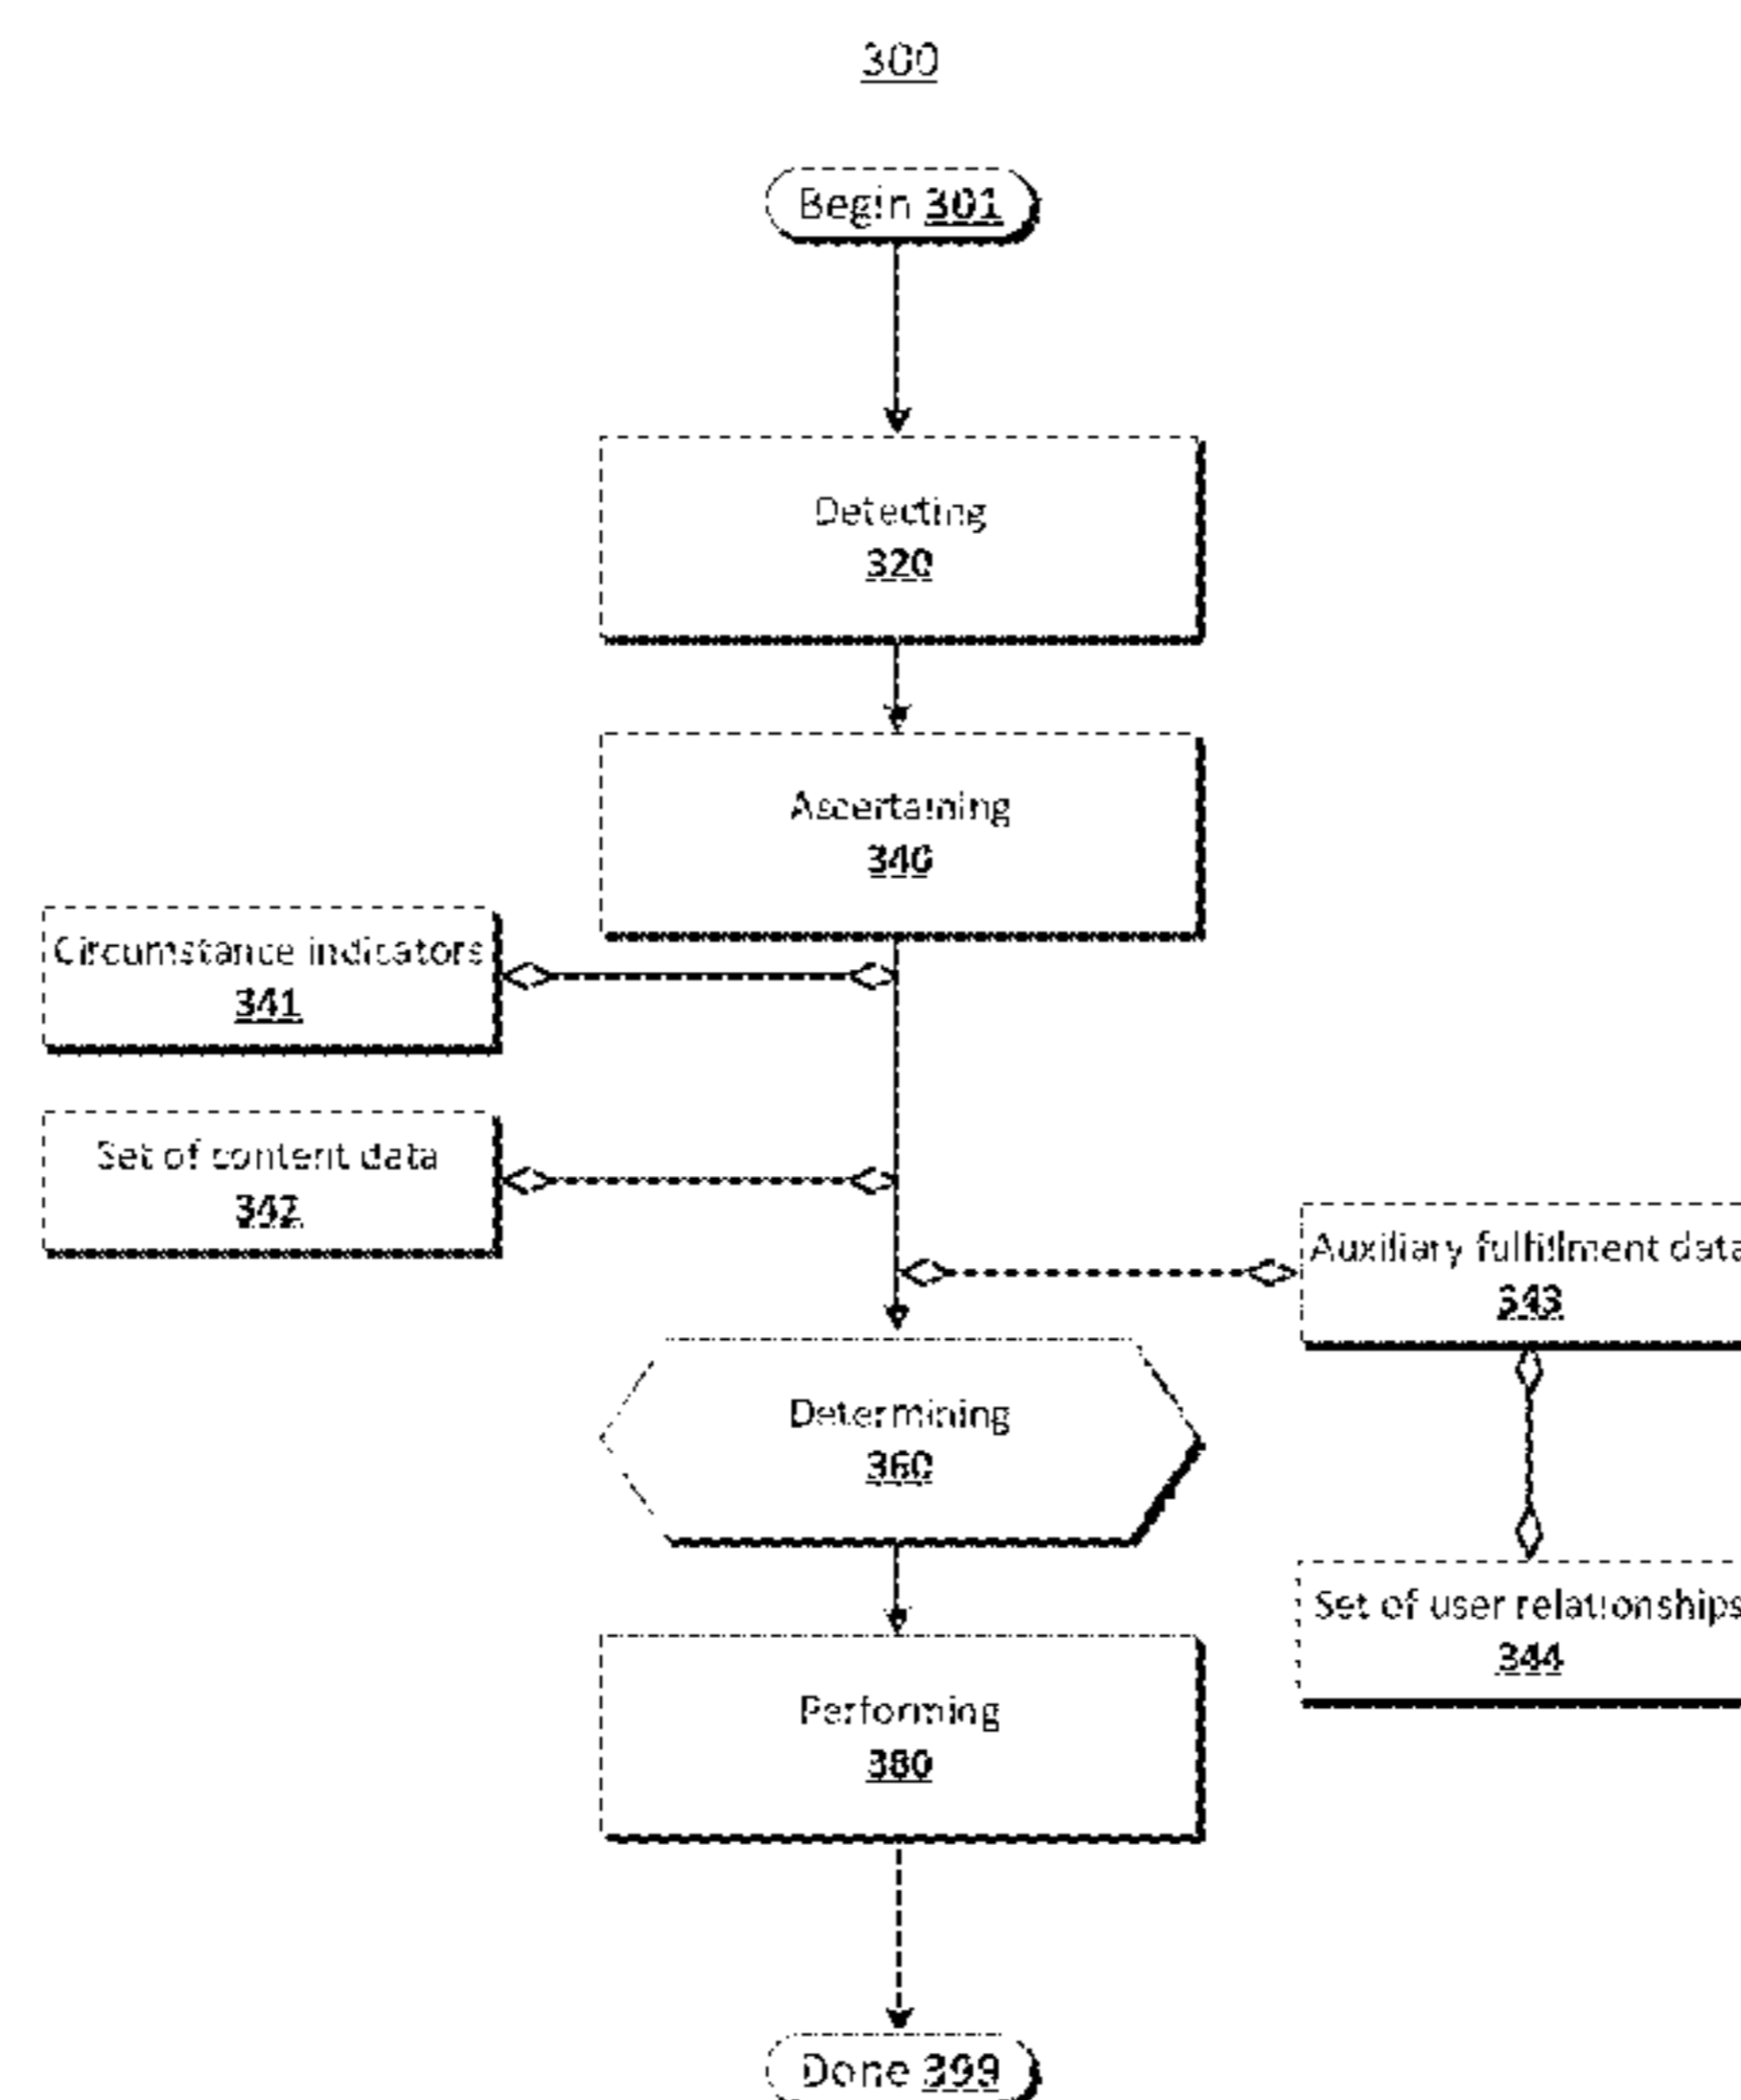 300
Begin 301
Detecting
320
Ascertaining
340
Circumstance indicators
341
Set of content data
342
Auxiliary fulfillment data
343
Determining
360
Set of user relationships
344
Performing
380
Done 399